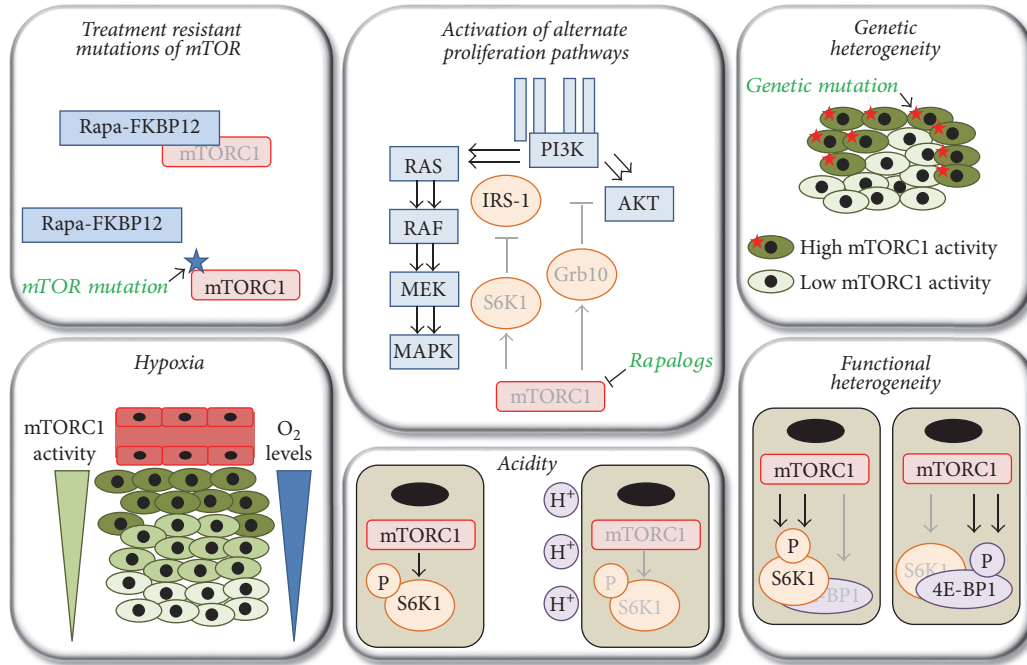 Treatment resistant
mutations of mTOR
Rapa-FKBP12
mTORC1
Rapa-FKBP12
mTOR mutation
mTORC1
Activation of alternate
proliferation pathways
PI3K
RAS
IRS-1
AKT
RAF
Grb10
MEK
S6K1
MAPK
Rapalogs
mTORC1
Genetic
heterogeneity
Genetic mutation
High mTORC1 activity
Low mTORC1 activity
Hypoxia
mTORC1
activity
O₂
levels
Acidity
mTORC1
P
S6K1
H⁺
H⁺
H⁺
mTORC1
P
S6K1
Functional
heterogeneity
mTORC1
P
S6K1
-BP1
mTORC1
P
S6K1
4E-BP1